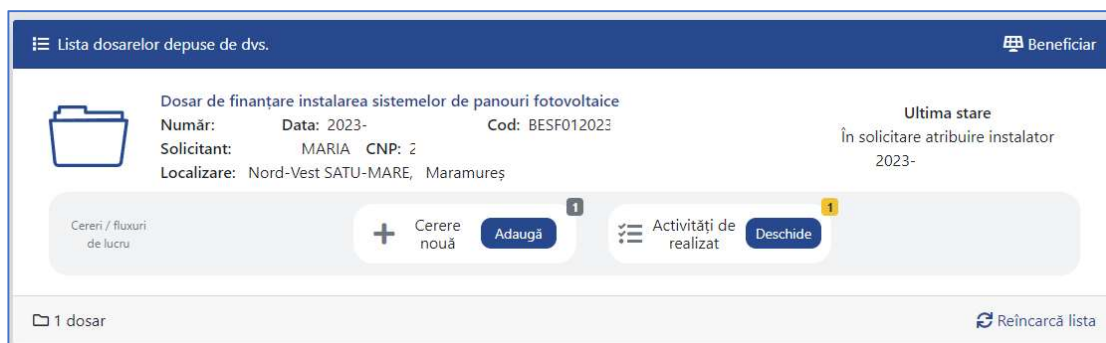 Lista dosarelor depuse de dvs. Beneficiar
Dosar de finanțare instalarea sistemelor de panouri fotovoltaice
Număr: Data: 2023- Cod: BESF012023
Solicitant: MARIA CNP: 2
Localizare: Nord-Vest SATU-MARE, Maramureș
Ultima stare
În solicitare atribuire instalator
2023-
Cereri / fluxuri
de lucru
Cerere
nouă
Adaugă
1
Activități de
realizat
Deschide
1
1 dosar Reîncarcă lista